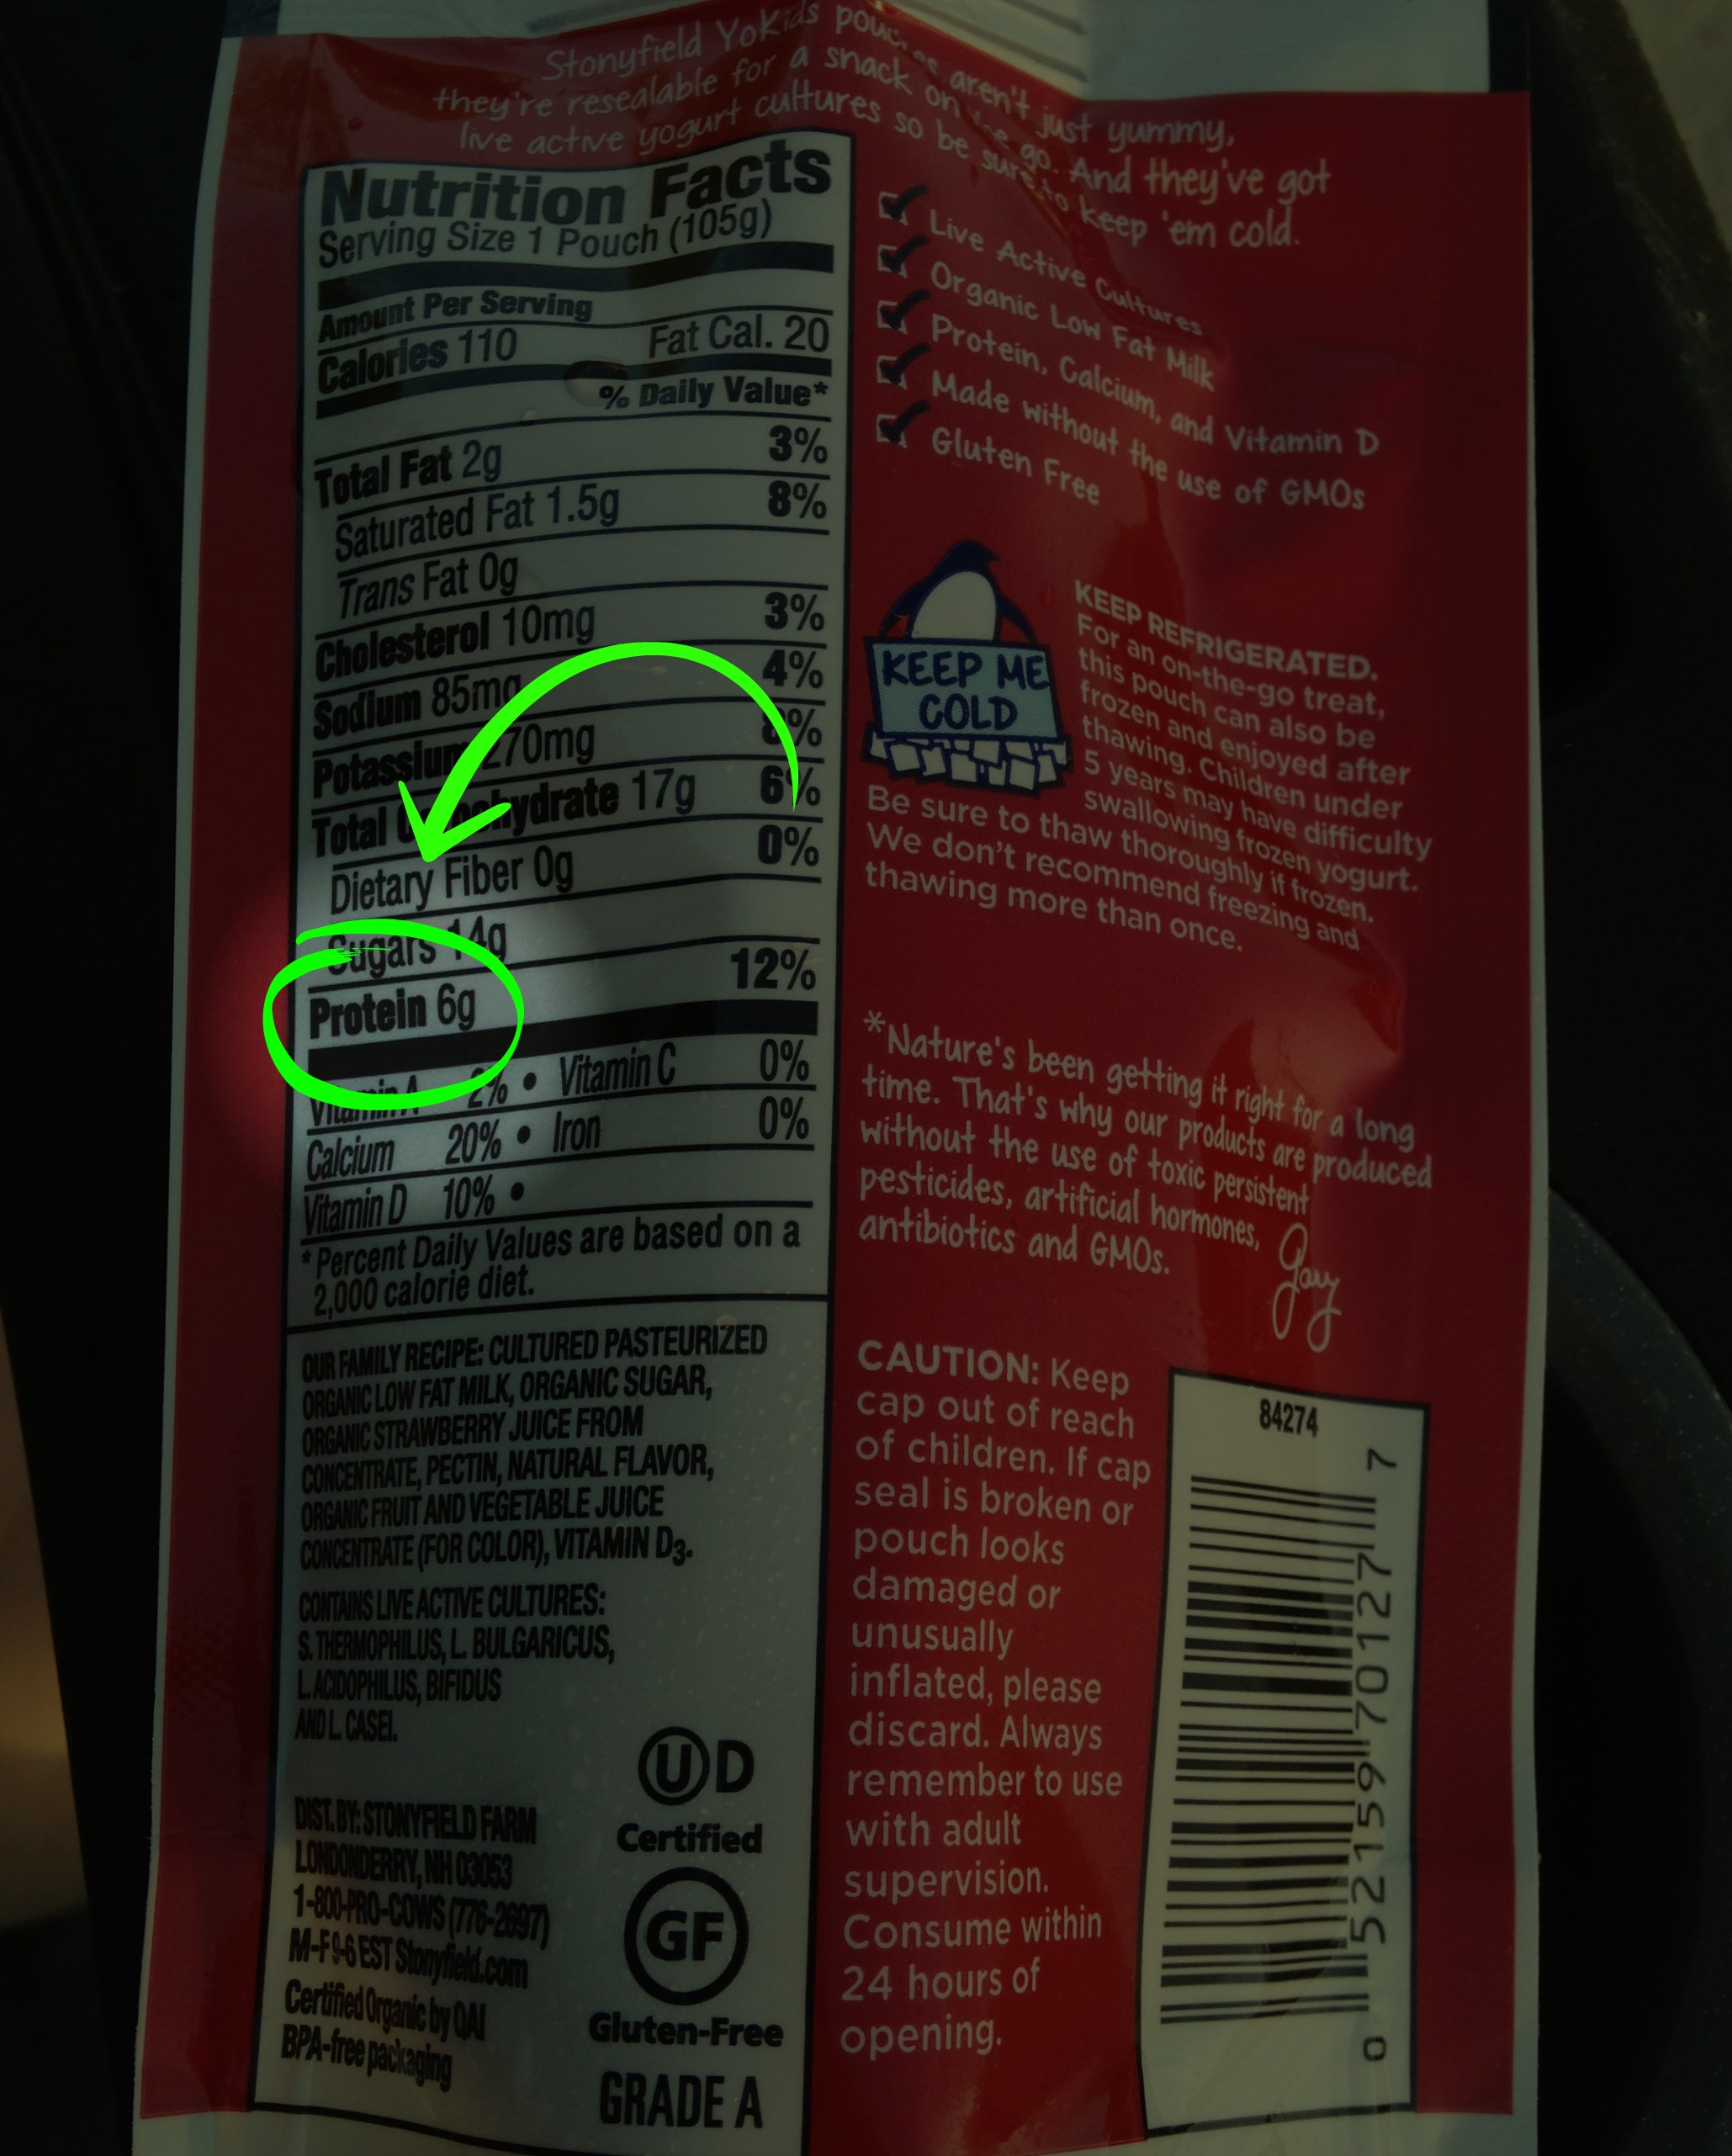 Stonyfield YoKids pouches aren't just yummy,
they're resealable for a snack on the go. And they've got
live active yogurt cultures so be sure to keep 'em cold.
Nutrition Facts
Serving Size 1 Pouch (105g)
Amount Per Serving
Calories 110 Fat Cal. 20
% Daily Value*
Total Fat 2g 3%
Saturated Fat 1.5g 8%
Trans Fat 0g
Cholesterol 10mg 3%
Sodium 85mg 4%
Potassium 270mg 8%
Total Carbohydrate 17g 6%
Dietary Fiber 0g 0%
Sugars 14g
Protein 6g 12%
Vitamin A 2% • Vitamin C 0%
Calcium 20% • Iron 0%
Vitamin D 10% •
* Percent Daily Values are based on a
2,000 calorie diet.
OUR FAMILY RECIPE: CULTURED PASTEURIZED
ORGANIC LOW FAT MILK, ORGANIC SUGAR,
ORGANIC STRAWBERRY JUICE FROM
CONCENTRATE, PECTIN, NATURAL FLAVOR,
ORGANIC FRUIT AND VEGETABLE JUICE
CONCENTRATE (FOR COLOR), VITAMIN D3.
CONTAINS LIVE ACTIVE CULTURES:
S. THERMOPHILUS, L. BULGARICUS,
L. ACIDOPHILUS, BIFIDUS
AND L. CASEI.
DIST. BY: STONYFIELD FARM
LONDONDERRY, NH 03053
1-800-PRO-COWS (776-2697)
M-F 9-6 EST Stonyfield.com
Certified Organic by QAI
BPA-free packaging
U D
Certified
GF
Gluten-Free
GRADE A
Live Active Cultures
Organic Low Fat Milk
Protein, Calcium, and Vitamin D
Made without the use of GMOs
Gluten Free
KEEP ME
COLD
KEEP REFRIGERATED.
For an on-the-go treat,
this pouch can also be
frozen and enjoyed after
thawing. Children under
5 years may have difficulty
swallowing frozen yogurt.
Be sure to thaw thoroughly if frozen.
We don't recommend freezing and
thawing more than once.
*Nature's been getting it right for a long
time. That's why our products are produced
without the use of toxic persistent
pesticides, artificial hormones,
antibiotics and GMOs.
Gary
CAUTION: Keep
cap out of reach
of children. If cap
seal is broken or
pouch looks
damaged or
unusually
inflated, please
discard. Always
remember to use
with adult
supervision.
Consume within
24 hours of
opening.
84274
0 52159 70127 7